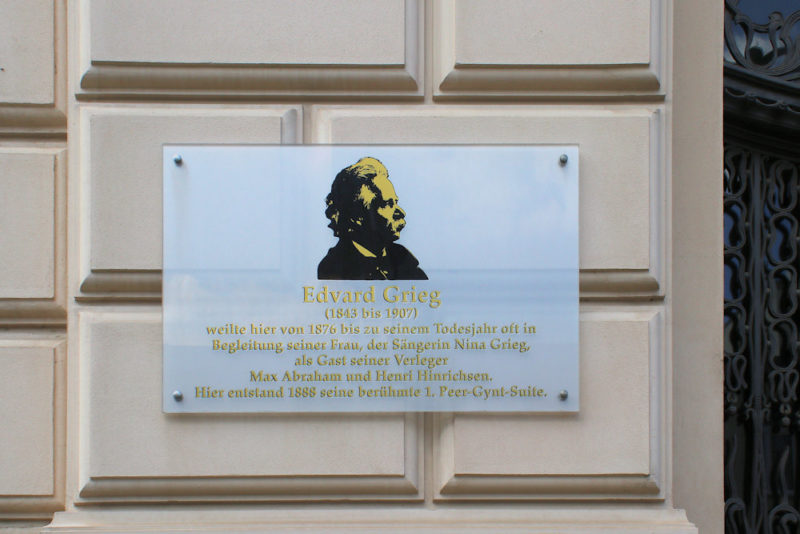 Edvard Grieg
(1843 bis 1907)
weilte hier von 1876 bis zu seinem Todesjahr oft in
Begleitung seiner Frau, der Sängerin Nina Grieg,
als Gast seiner Verleger
Max Abraham und Henri Hinrichsen.
Hier entstand 1888 seine berühmte 1. Peer-Gynt-Suite.